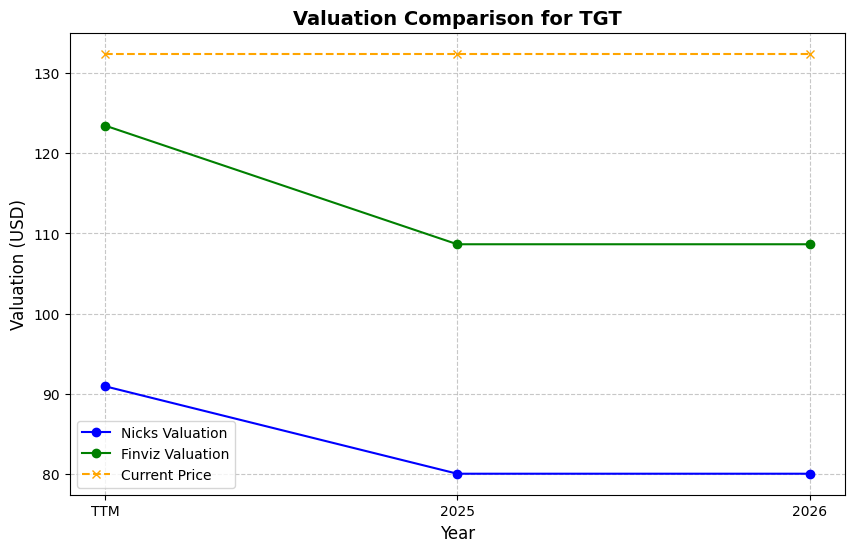 Valuation Comparison for TGT
Valuation (USD)
130
120
110
100
90
80
Nicks Valuation
Finviz Valuation
Current Price
TTM
2025
2026
Year